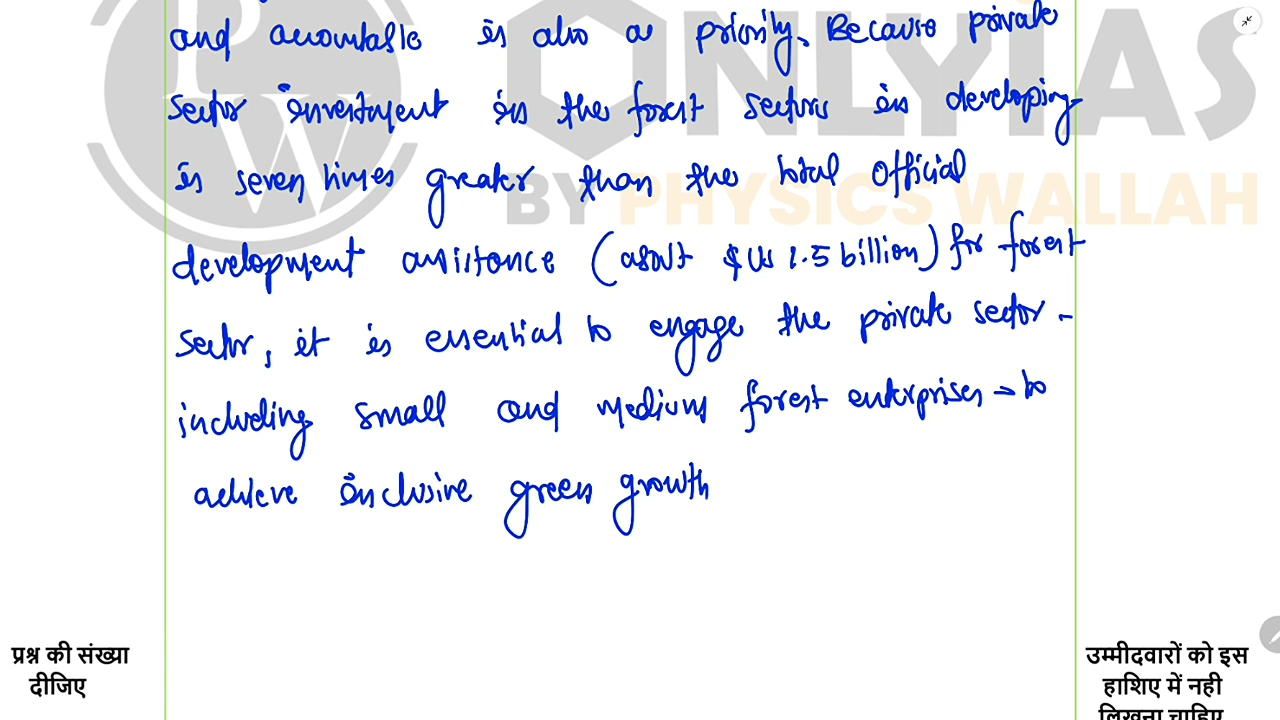 and accountable is also a priority. Because private
sector investment in the forest sectors in developing
is seven times greater than the total official
development assistance (about $ US 1.5 billion) for forest
sector, it is essential to engage the private sector -
including small and medium forest enterprises - to
achieve inclusive green growth
ONLYIAS
BY PHYSICS WALLAH
प्रश्न की संख्या
दीजिए
उम्मीदवारों को इस
हाशिए में नही
लिखना चाहिए